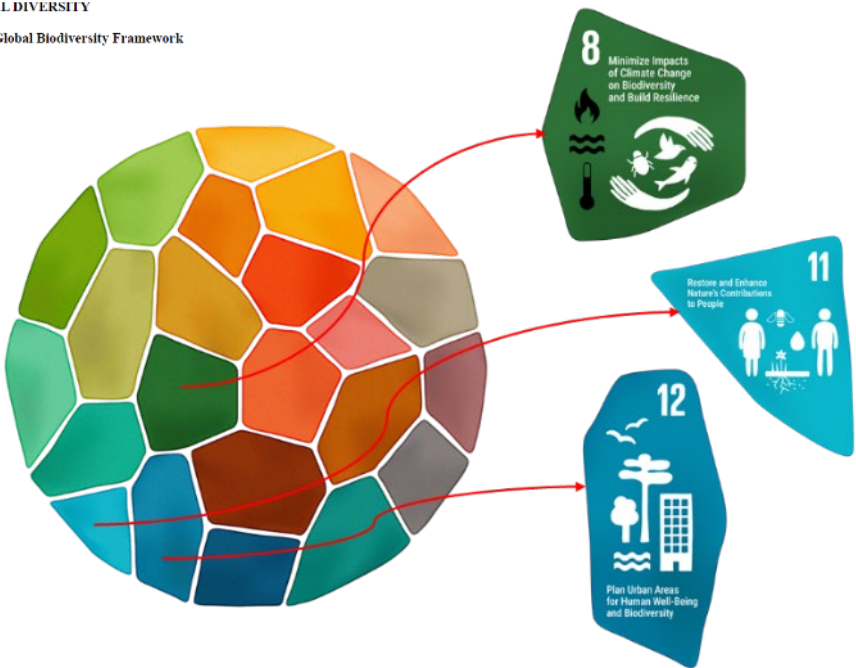 L DIVERSITY
Global Biodiversity Framework
8
Minimize Impacts
of Climate Change
on Biodiversity
and Build Resilience
11
Restore and Enhance
Nature's Contributions
to People
12
Plan Urban Areas
for Human Well-Being
and Biodiversity